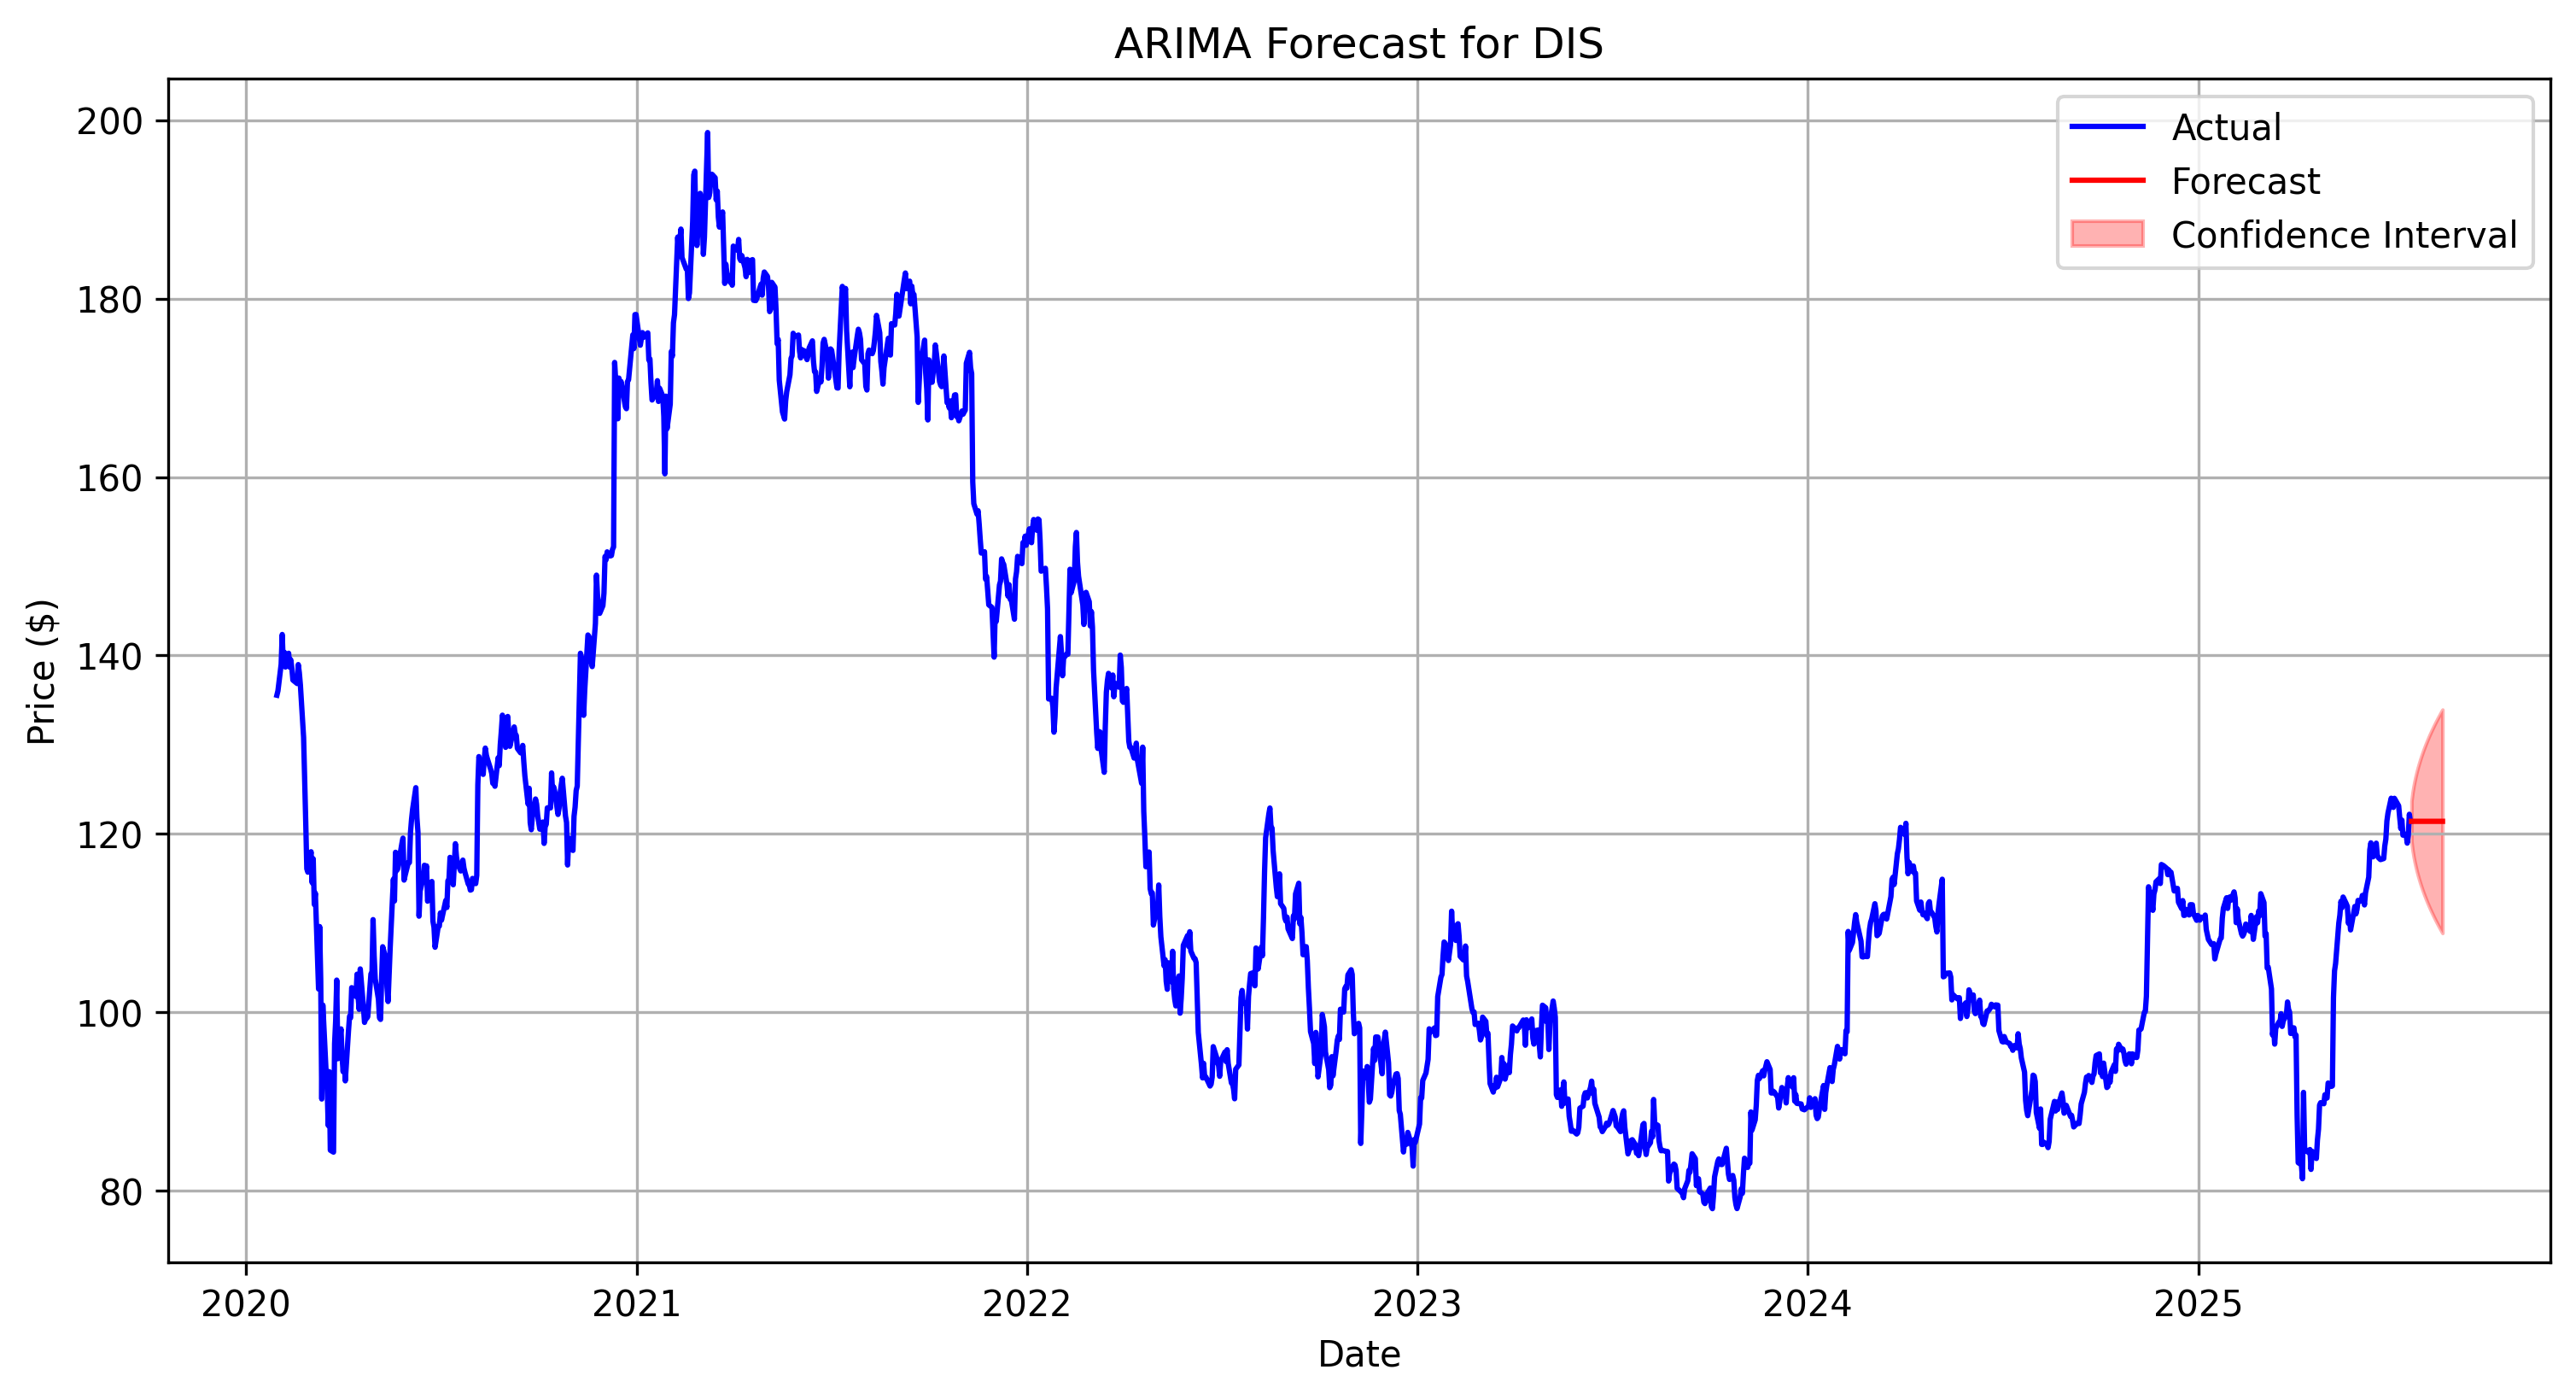 ARIMA Forecast for DIS
Actual
Forecast
Confidence Interval
Price ($)
200
180
160
140
120
100
80
2020
2021
2022
2023
2024
2025
Date